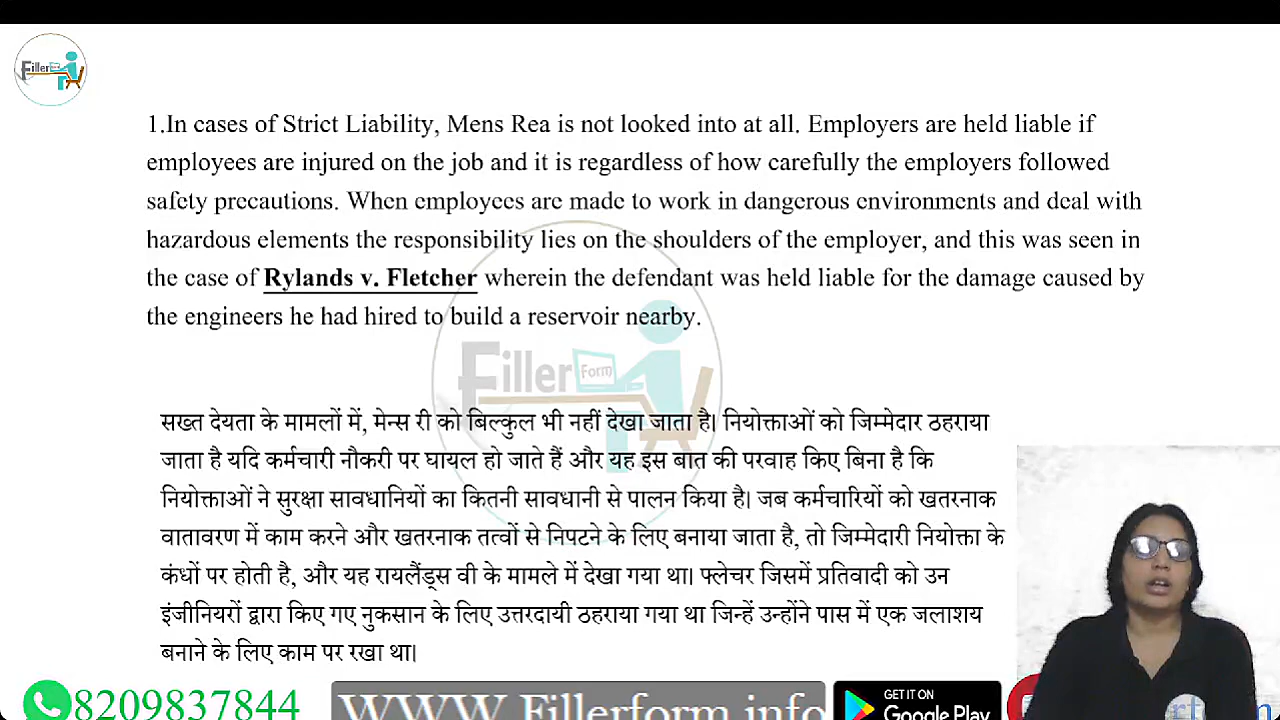 Filler
1.In cases of Strict Liability, Mens Rea is not looked into at all. Employers are held liable if
employees are injured on the job and it is regardless of how carefully the employers followed
safety precautions. When employees are made to work in dangerous environments and deal with
hazardous elements the responsibility lies on the shoulders of the employer, and this was seen in
the case of Rylands v. Fletcher wherein the defendant was held liable for the damage caused by
the engineers he had hired to build a reservoir nearby.
Filler Form
सख्त देयता के मामलों में, मेन्स री को बिल्कुल भी नहीं देखा जाता है। नियोक्ताओं को जिम्मेदार ठहराया
जाता है यदि कर्मचारी नौकरी पर घायल हो जाते हैं और यह इस बात की परवाह किए बिना है कि
नियोक्ताओं ने सुरक्षा सावधानियों का कितनी सावधानी से पालन किया है। जब कर्मचारियों को खतरनाक
वातावरण में काम करने और खतरनाक तत्वों से निपटने के लिए बनाया जाता है, तो जिम्मेदारी नियोक्ता के
कंधों पर होती है, और यह रायलैंड्स वी के मामले में देखा गया था। फ्लेचर जिसमें प्रतिवादी को उन
इंजीनियरों द्वारा किए गए नुकसान के लिए उत्तरदायी ठहराया गया था जिन्हें उन्होंने पास में एक जलाशय
बनाने के लिए काम पर रखा था।
8209837844
WWW.Fillerform.info
GET IT ON
Google Play